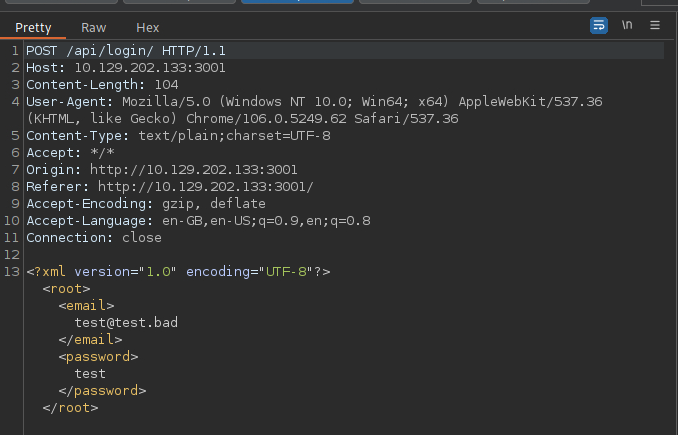 Pretty Raw Hex \n
1 POST /api/login/ HTTP/1.1
2 Host: 10.129.202.133:3001
3 Content-Length: 104
4 User-Agent: Mozilla/5.0 (Windows NT 10.0; Win64; x64) AppleWebKit/537.36
(KHTML, like Gecko) Chrome/106.0.5249.62 Safari/537.36
5 Content-Type: text/plain;charset=UTF-8
6 Accept: */*
7 Origin: http://10.129.202.133:3001
8 Referer: http://10.129.202.133:3001/
9 Accept-Encoding: gzip, deflate
10 Accept-Language: en-GB,en-US;q=0.9,en;q=0.8
11 Connection: close
12
13 <?xml version="1.0" encoding="UTF-8"?>
<root>
<email>
test@test.bad
</email>
<password>
test
</password>
</root>